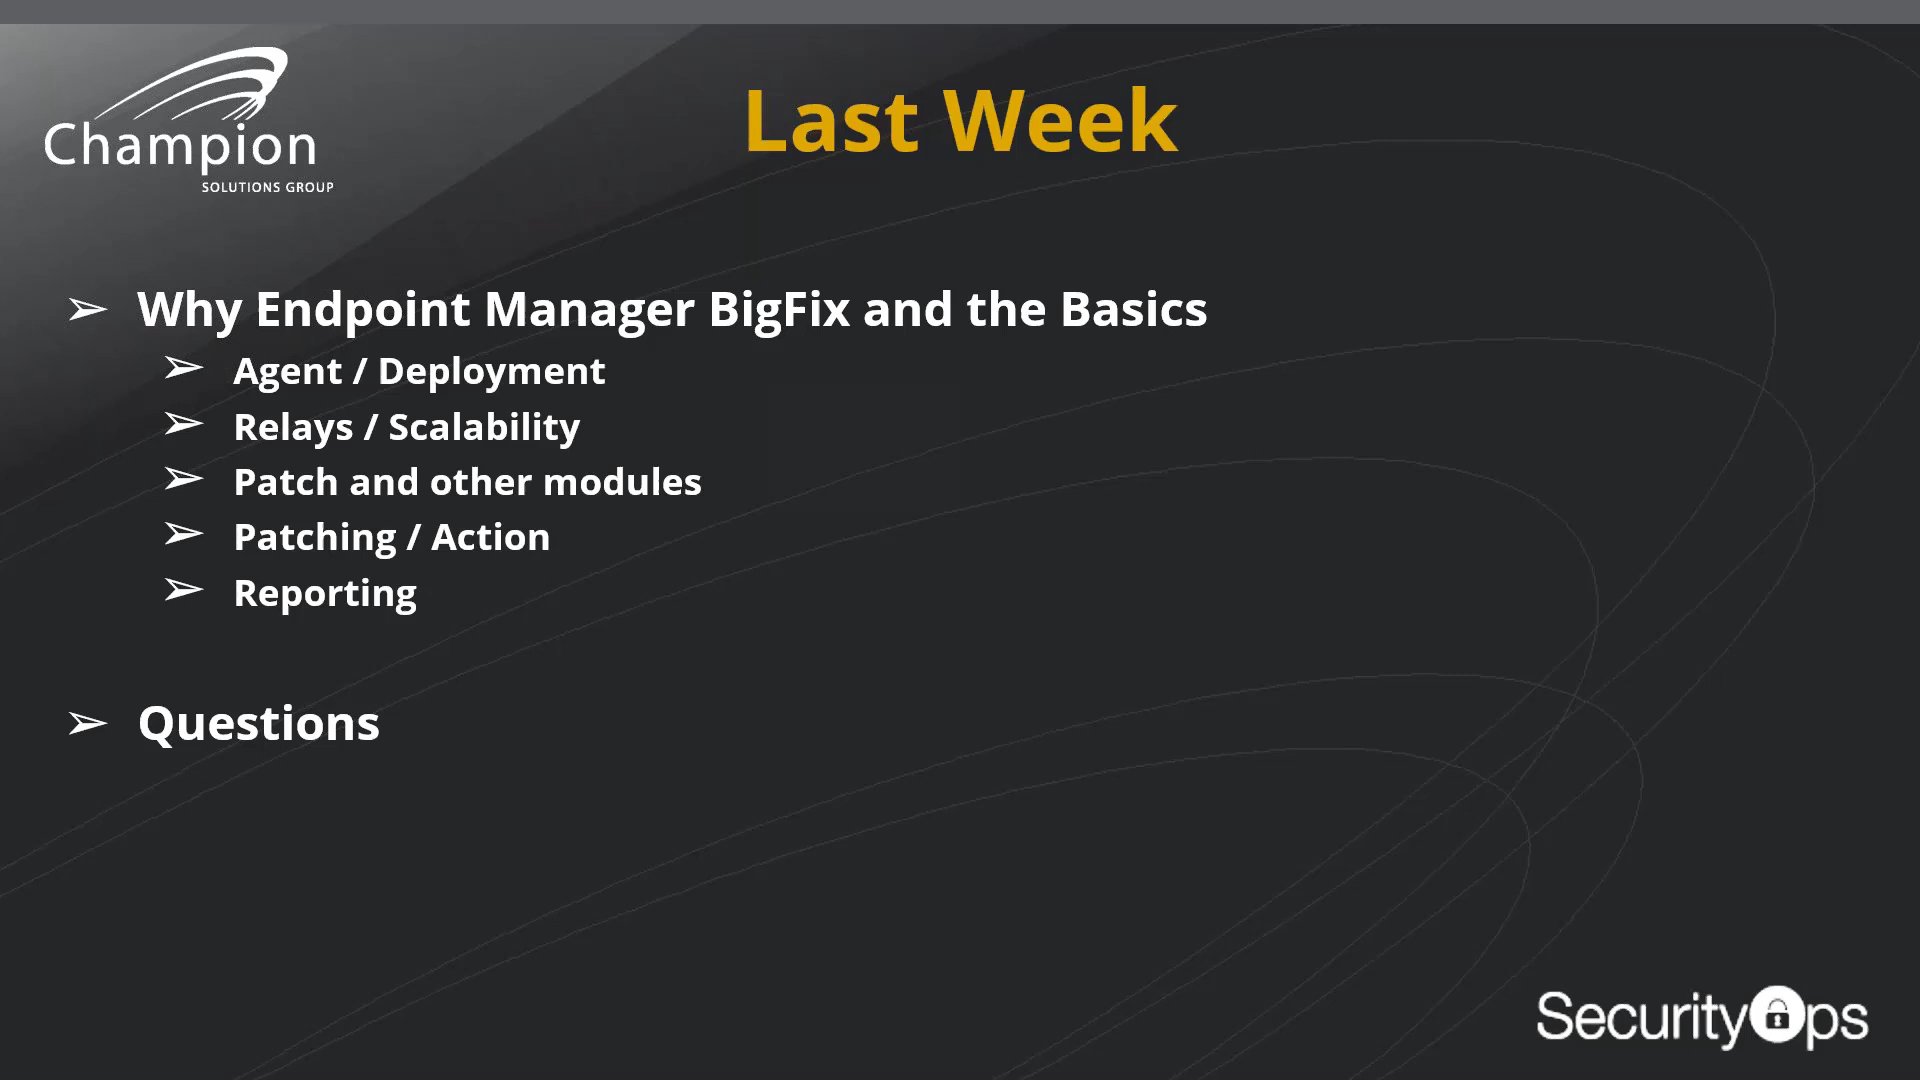 Champion
SOLUTIONS GROUP
Last Week
➢ Why Endpoint Manager BigFix and the Basics
➢ Agent / Deployment
➢ Relays / Scalability
➢ Patch and other modules
➢ Patching / Action
➢ Reporting
➢ Questions
SecurityOps